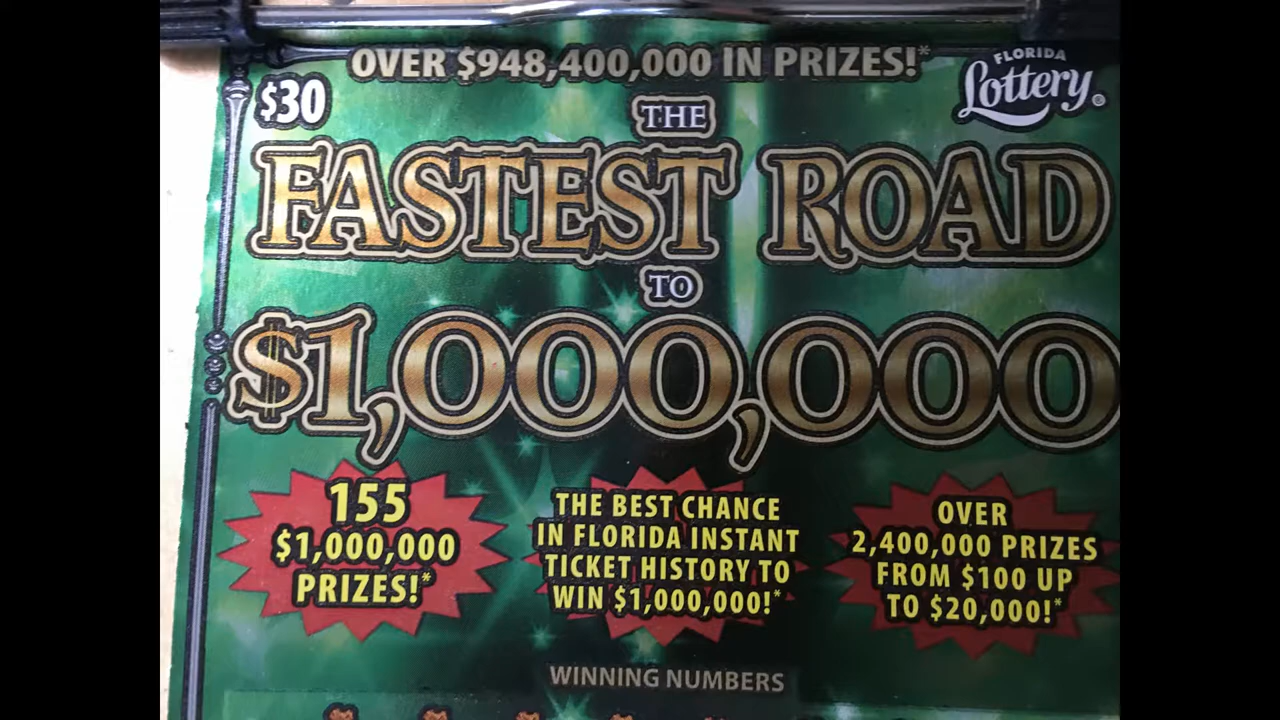 OVER $948,400,000 IN PRIZES!*
FLORIDA
Lottery®
$30
THE
FASTEST ROAD
TO
$1,000,000
155
$1,000,000
PRIZES!*
THE BEST CHANCE
IN FLORIDA INSTANT
TICKET HISTORY TO
WIN $1,000,000!*
OVER
2,400,000 PRIZES
FROM $100 UP
TO $20,000!*
WINNING NUMBERS